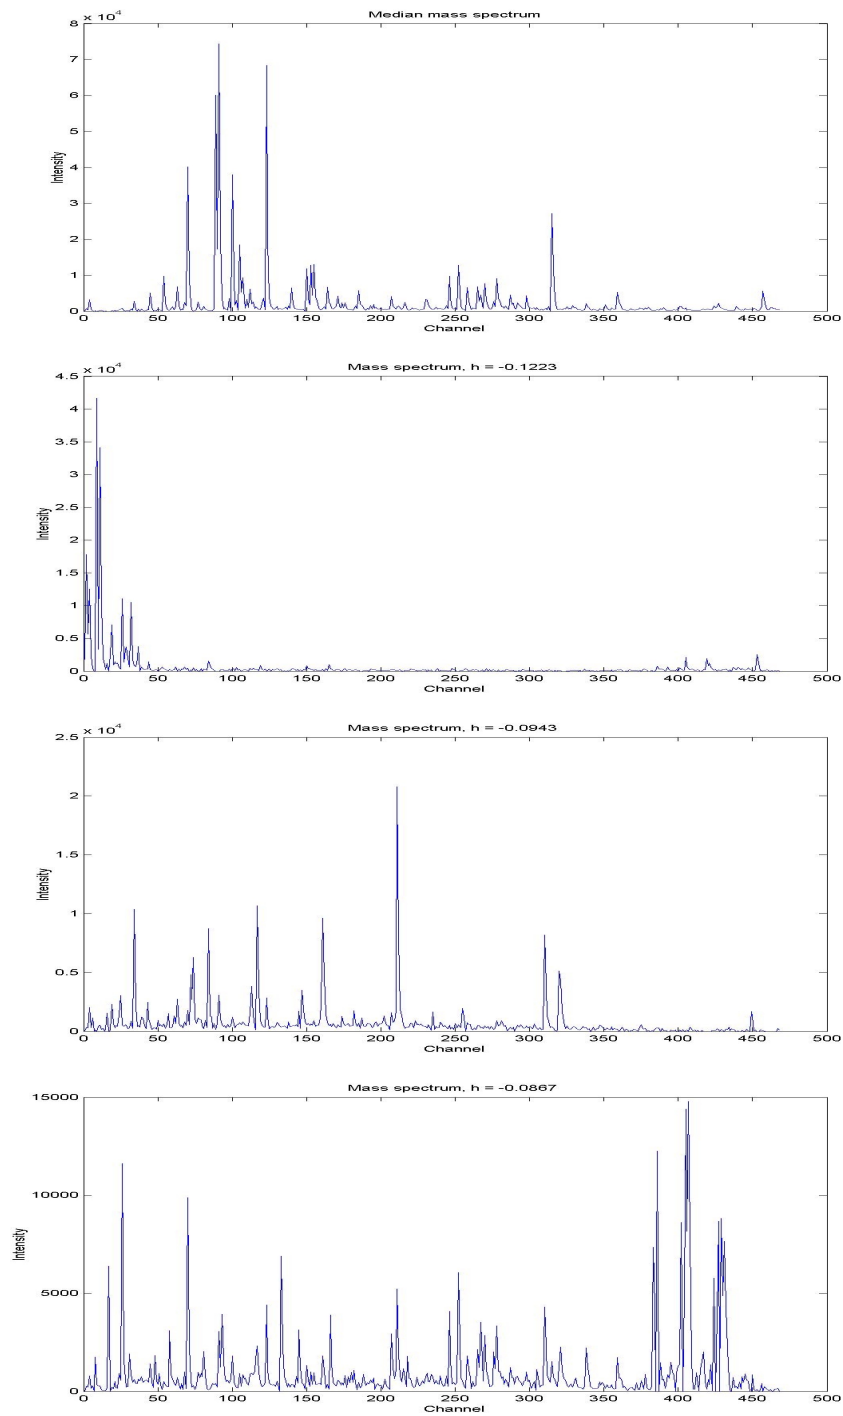 Median mass spectrum
x 10^4
8
7
6
5
4
3
2
1
0
Intensity
0 50 100 150 200 250 300 350 400 450 500
Channel
Mass spectrum, h = -0.1223
x 10^4
4.5
4
3.5
3
2.5
2
1.5
1
0.5
0
Intensity
0 50 100 150 200 250 300 350 400 450 500
Channel
Mass spectrum, h = -0.0943
x 10^4
2.5
2
1.5
1
0.5
0
Intensity
0 50 100 150 200 250 300 350 400 450 500
Channel
Mass spectrum, h = -0.0867
15000
10000
5000
0
Intensity
0 50 100 150 200 250 300 350 400 450 500
Channel